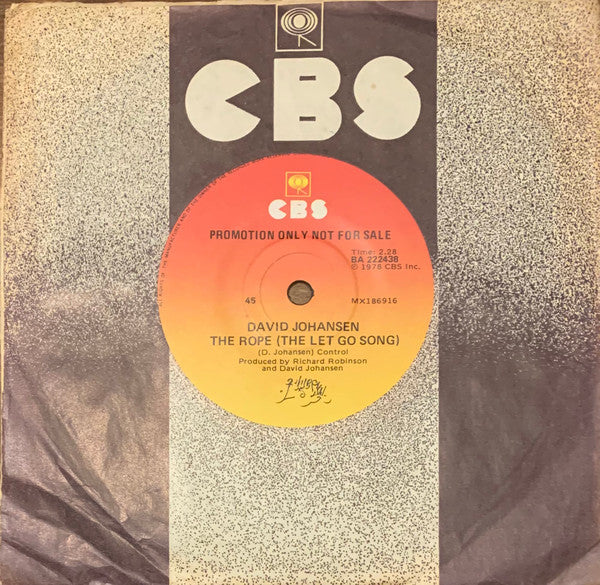 CBS
CBS
PROMOTION ONLY NOT FOR SALE
Time: 2.28
BA 222438
℗ 1978 CBS Inc.
45
MX186916
DAVID JOHANSEN
THE ROPE (THE LET GO SONG)
(D. Johansen) Control
Produced by Richard Robinson
and David Johansen